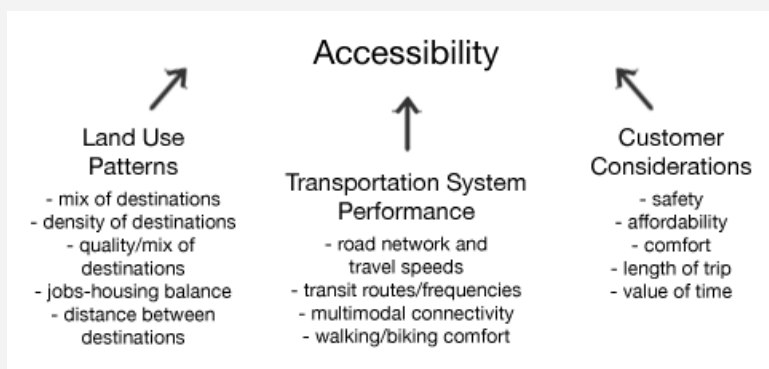 Accessibility
Land Use
Patterns
- mix of destinations
- density of destinations
- quality/mix of
destinations
- jobs-housing balance
- distance between
destinations
Transportation System
Performance
- road network and
travel speeds
- transit routes/frequencies
- multimodal connectivity
- walking/biking comfort
Customer
Considerations
- safety
- affordability
- comfort
- length of trip
- value of time